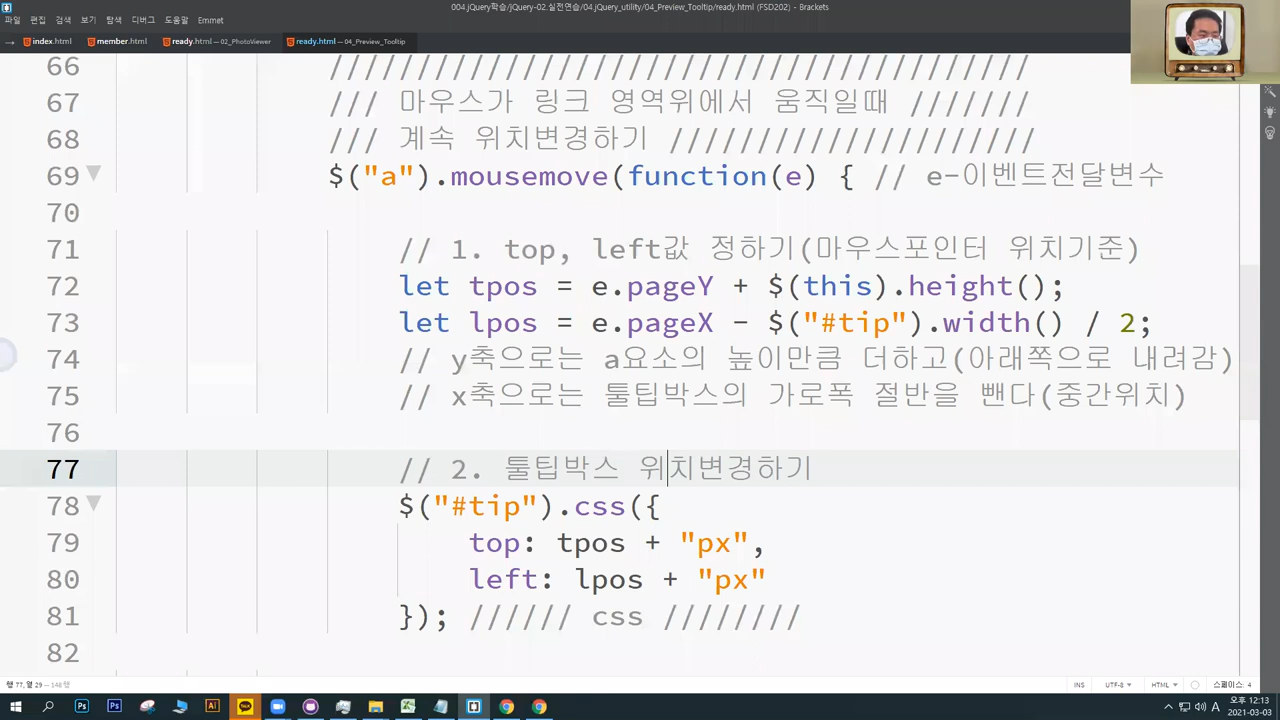 004.jQuery학습/jQuery-02.실전연습/04.jQuery_utility/04_Preview_Tooltip/ready.html (FSD202) - Brackets
파일 편집 검색 보기 탐색 디버그 도움말 Emmet
index.html member.html ready.html — 02_PhotoViewer ready.html — 04_Preview_Tooltip
66 ////////////////////////////////////////
67 /// 마우스가 링크 영역위에서 움직일때 ///////
68 /// 계속 위치변경하기 /////////////////////
69 $("a").mousemove(function(e) { // e-이벤트전달변수
70
71 // 1. top, left값 정하기(마우스포인터 위치기준)
72 let tpos = e.pageY + $(this).height();
73 let lpos = e.pageX - $("#tip").width() / 2;
74 // y축으로는 a요소의 높이만큼 더하고(아래쪽으로 내려감)
75 // x축으로는 툴팁박스의 가로폭 절반을 뺀다(중간위치)
76
77 // 2. 툴팁박스 위치변경하기
78 $("#tip").css({
79 top: tpos + "px",
80 left: lpos + "px"
81 }); ////// css ////////
82
행 77, 열 29 — 148 행 INS UTF-8 HTML 스페이스: 4
오후 12:13
2021-03-03